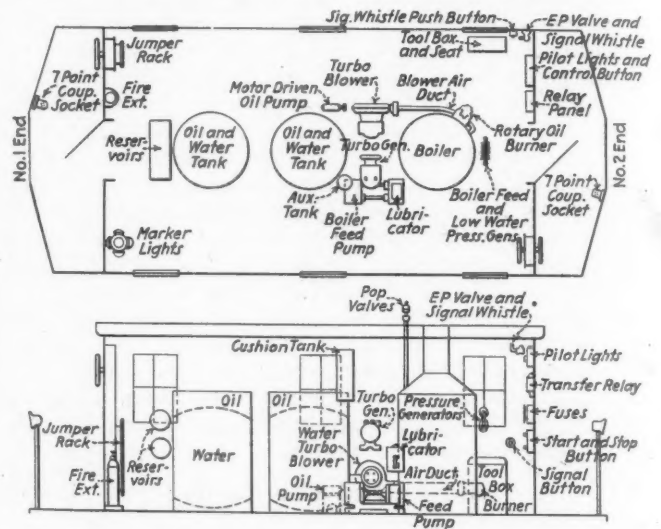 Sig. Whistle Push Button
EP Valve and
Signal Whistle
Tool Box
and Seat
Jumper
Rack
Turbo
Blower
Blower Air
Duct
Pilot Lights and
Control Button
7 Point
Coup.
Socket
Fire
Ext.
Motor Driven
Oil Pump
Relay
Panel
No.1 End
Reser-
voirs
Oil and
Water
Tank
Oil and
Water
Tank
Turbo Gen.
Boiler
Rotary Oil
Burner
No.2 End
Aux.
Tank
Boiler
Feed
Pump
Lubri-
cator
Boiler Feed
and
Low Water
Press. Gens.
7 Point
Coup.
Socket
Marker
Lights
Pop
Valves
EP Valve and
Signal Whistle
Cushion Tank
Pilot Lights
Transfer Relay
Oil
Oil
Turbo
Gen.
Pressure
Generators
Fuses
Jumper
Rack
Reser-
voirs
Water
Water
Turbo
Blower
Lubri-
cator
Start and Stop
Button
Air Duct
Tool
Box
Signal
Button
Fire
Ext.
Oil
Pump
Feed
Pump
Burner